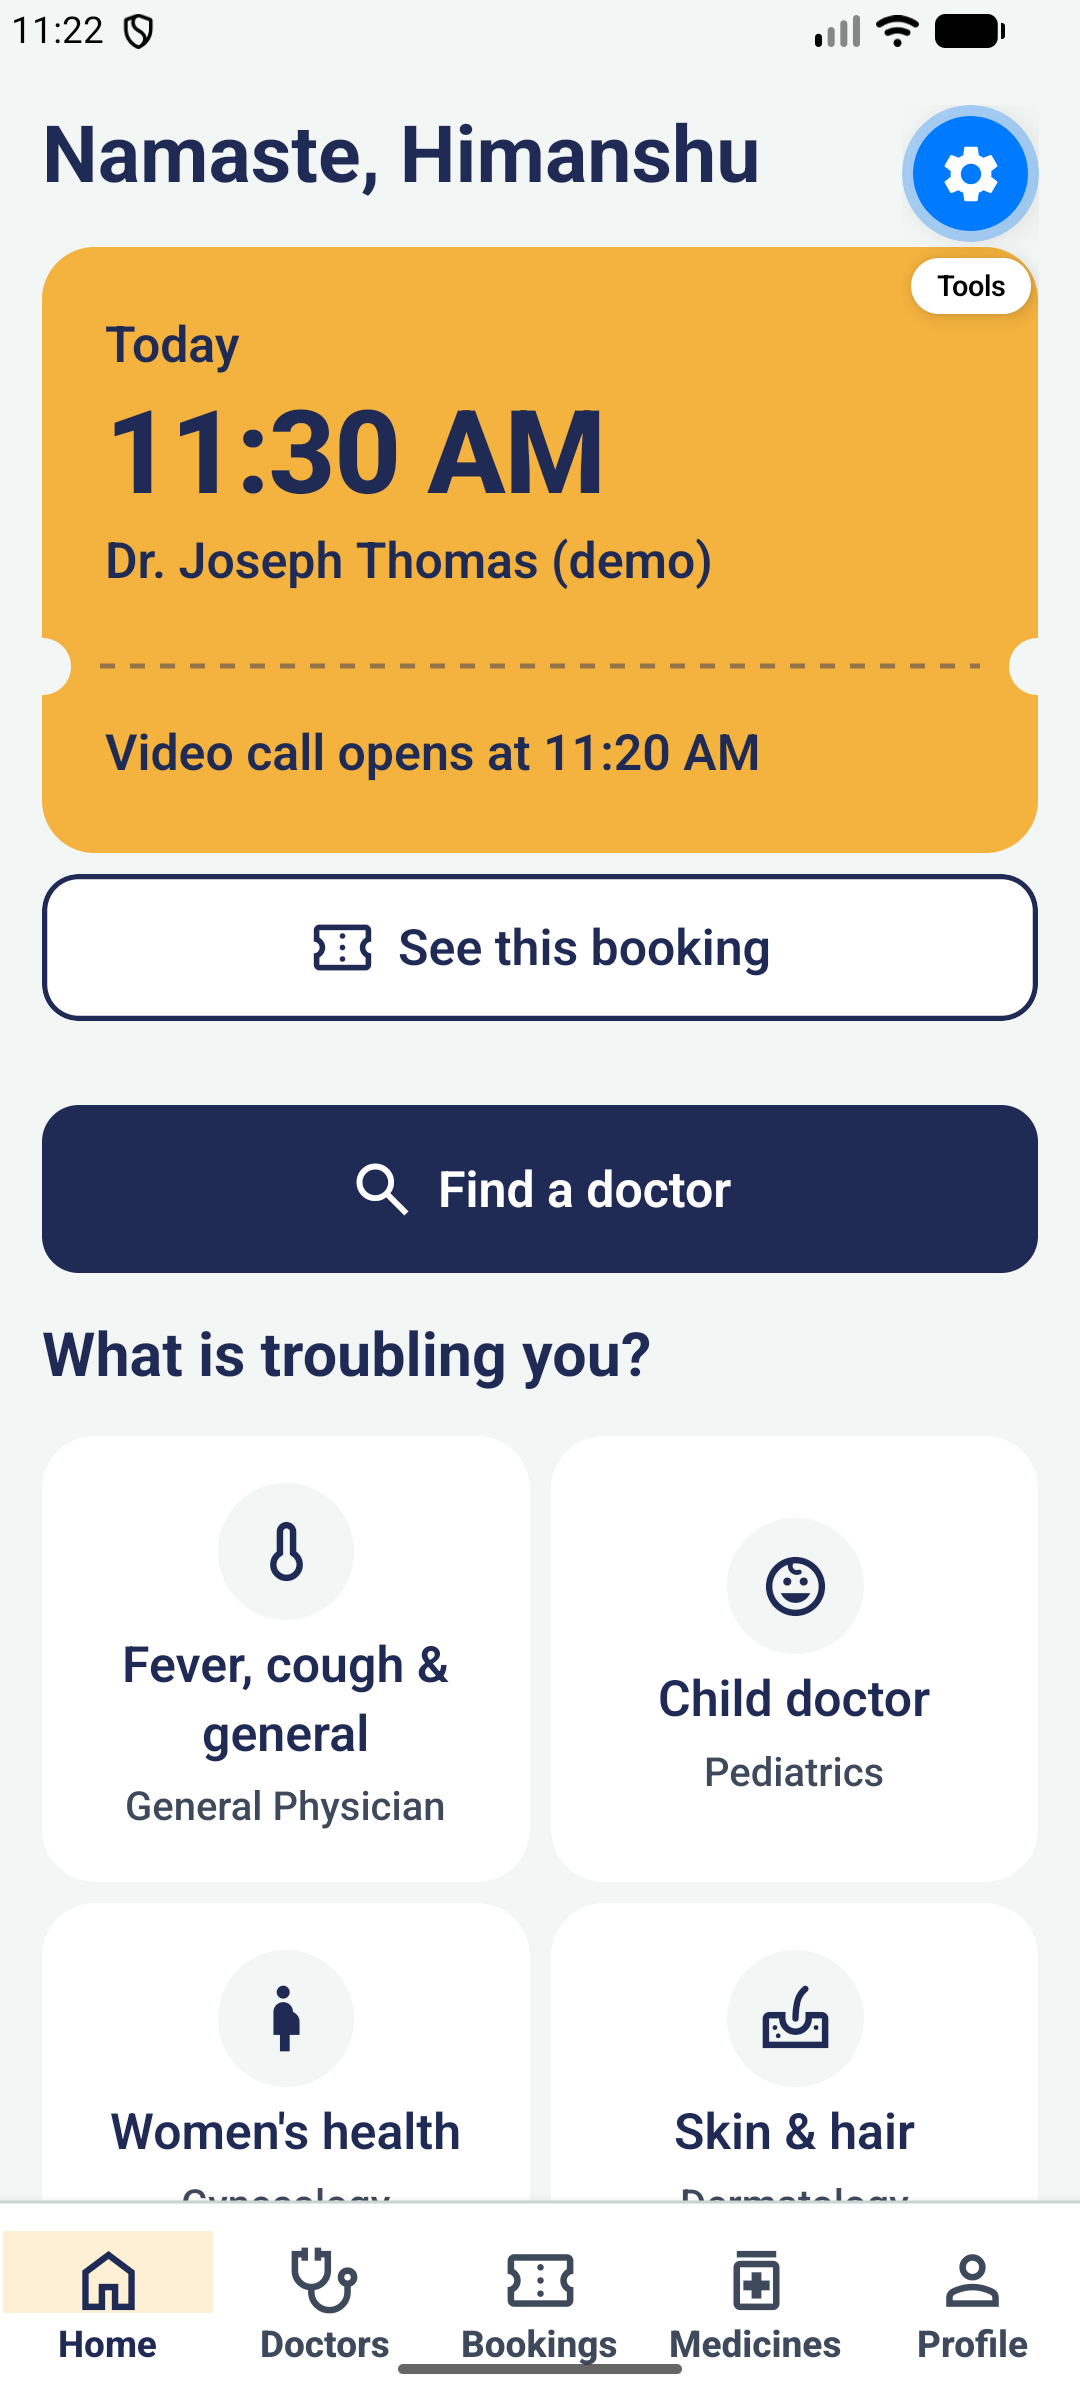 11:22
Namaste, Himanshu
Tools
Today
11:30 AM
Dr. Joseph Thomas (demo)
Video call opens at 11:20 AM
See this booking
Find a doctor
What is troubling you?
Fever, cough &
general
General Physician
Child doctor
Pediatrics
Women's health
Gynecology
Skin & hair
Dermatology
Home
Doctors
Bookings
Medicines
Profile